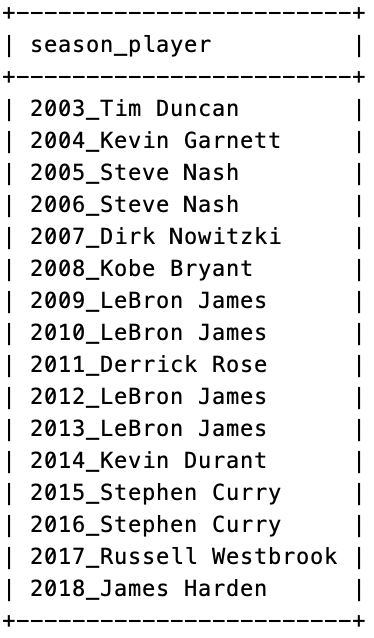 +------------------------+
| season_player          |
+------------------------+
| 2003_Tim Duncan        |
| 2004_Kevin Garnett     |
| 2005_Steve Nash        |
| 2006_Steve Nash        |
| 2007_Dirk Nowitzki     |
| 2008_Kobe Bryant       |
| 2009_LeBron James      |
| 2010_LeBron James      |
| 2011_Derrick Rose      |
| 2012_LeBron James      |
| 2013_LeBron James      |
| 2014_Kevin Durant      |
| 2015_Stephen Curry     |
| 2016_Stephen Curry     |
| 2017_Russell Westbrook |
| 2018_James Harden      |
+------------------------+